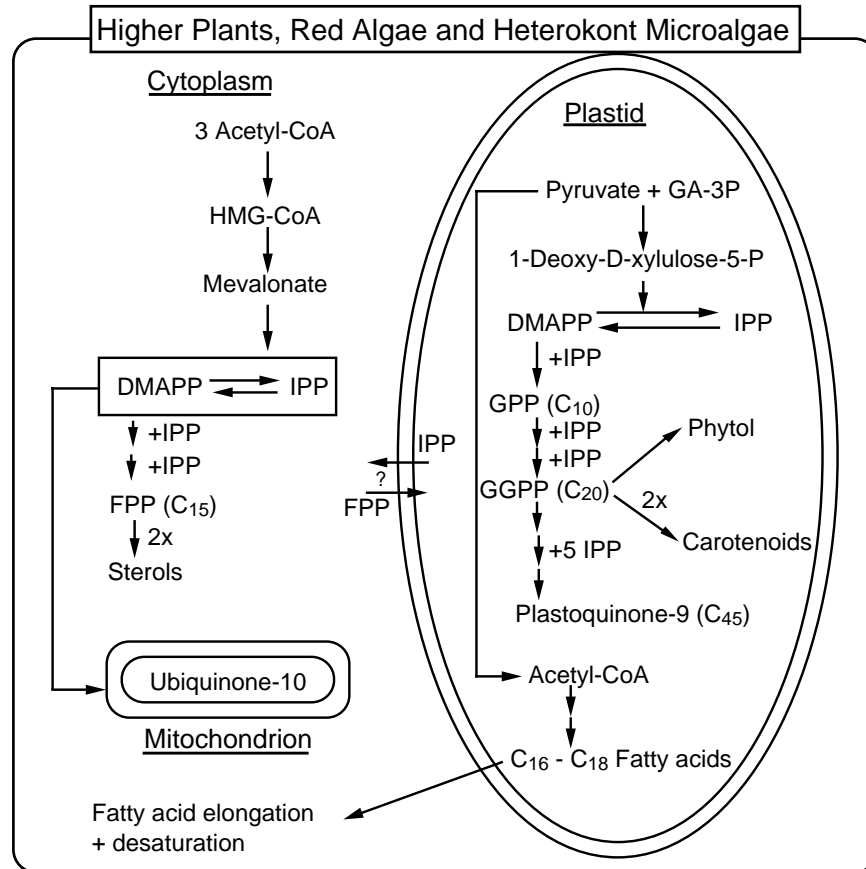 Higher Plants, Red Algae and Heterokont Microalgae
Cytoplasm
3 Acetyl-CoA
HMG-CoA
Mevalonate
DMAPP IPP
+IPP
+IPP
FPP (C15)
2x
Sterols
Ubiquinone-10
Mitochondrion
Fatty acid elongation
+ desaturation
IPP
?
FPP
Plastid
Pyruvate + GA-3P
1-Deoxy-D-xylulose-5-P
DMAPP IPP
+IPP
GPP (C10)
+IPP
+IPP
GGPP (C20)
Phytol
2x
Carotenoids
+5 IPP
Plastoquinone-9 (C45)
Acetyl-CoA
C16 - C18 Fatty acids